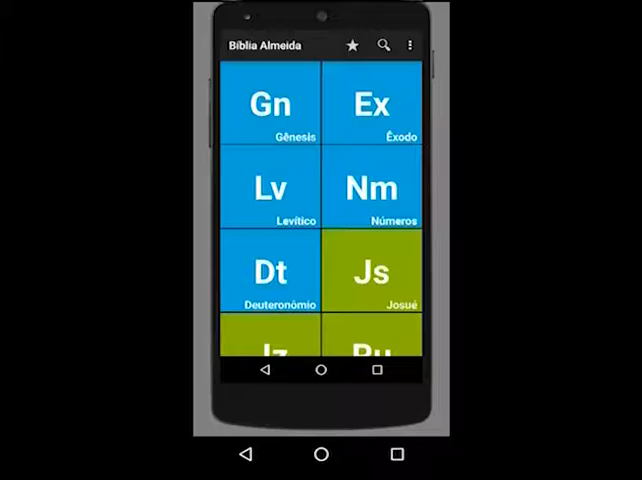 Bíblia Almeida
Gn Ex
Gênesis Êxodo
Lv Nm
Levítico Números
Dt Js
Deuteronômio Josué